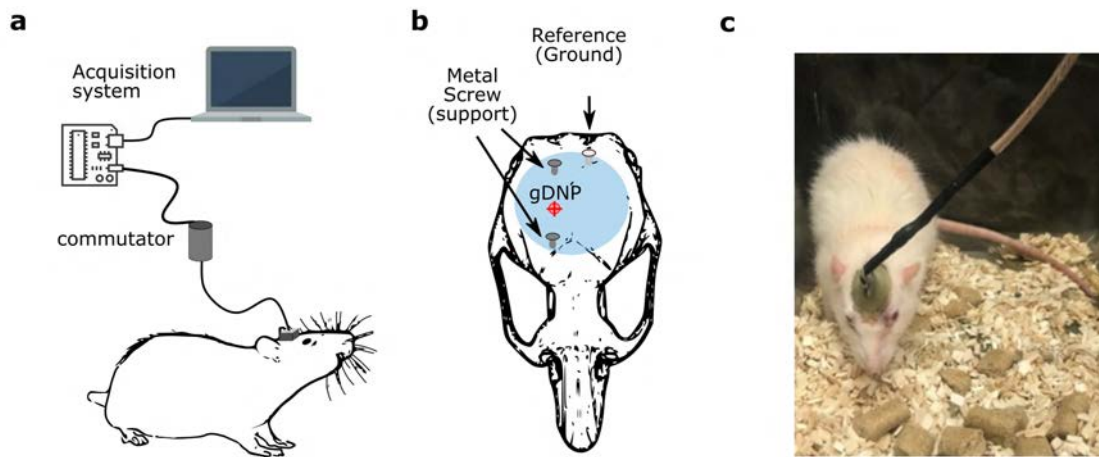 a
Acquisition
system
commutator
b
Reference
(Ground)
Metal
Screw
(support)
gDNP
c